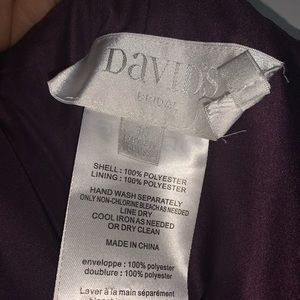 DAVID'S
BRIDAL
SHELL : 100% POLYESTER
LINING : 100% POLYESTER
HAND WASH SEPARATELY
ONLY NON-CHLORINE BLEACH AS NEEDED
LINE DRY
COOL IRON AS NEEDED
OR DRY CLEAN
MADE IN CHINA
enveloppe : 100% polyester
doublure : 100% polyester
Laver à la main séparément